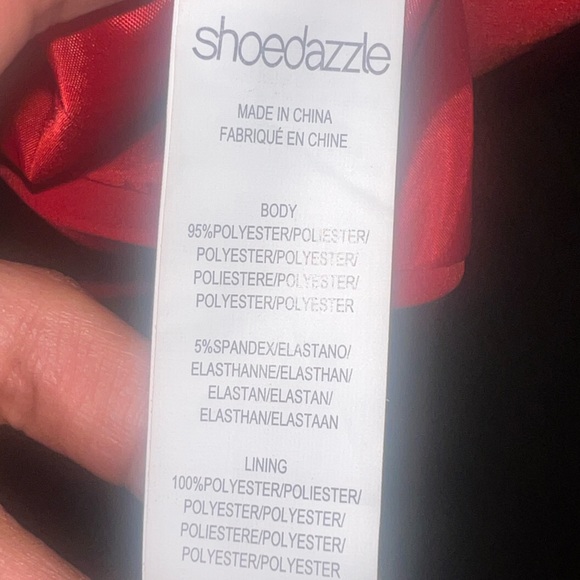 shoedazzle
MADE IN CHINA
FABRIQUÉ EN CHINE
BODY
95%POLYESTER/POLIESTER/
POLYESTER/POLYESTER/
POLIESTERE/POLYESTER/
POLYESTER/POLYESTER
5%SPANDEX/ELASTANO/
ELASTHANNE/ELASTHAN/
ELASTAN/ELASTAN/
ELASTHAN/ELASTAAN
LINING
100%POLYESTER/POLIESTER/
POLYESTER/POLYESTER/
POLIESTERE/POLYESTER/
POLYESTER/POLYESTER